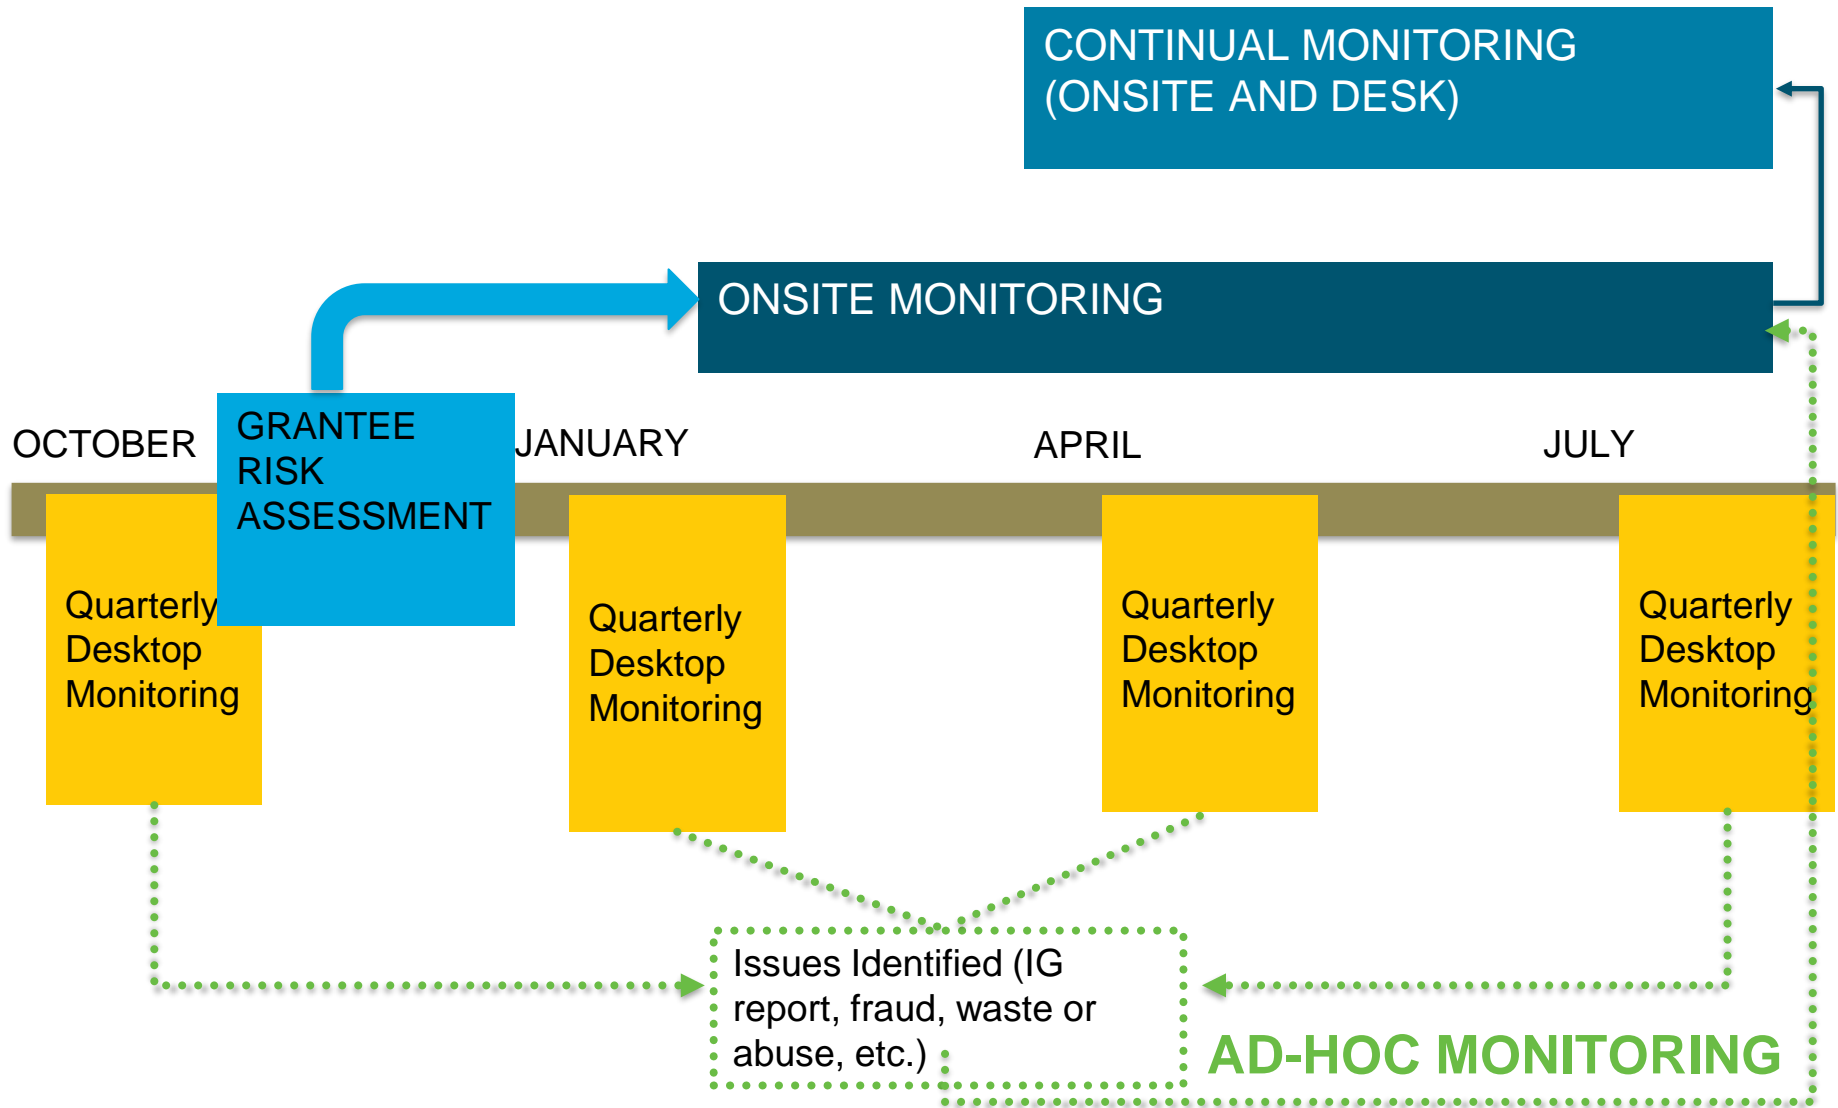 CONTINUAL MONITORING
(ONSITE AND DESK)
ONSITE MONITORING
OCTOBER
GRANTEE
RISK
ASSESSMENT
JANUARY
APRIL
JULY
Quarterly
Desktop
Monitoring
Quarterly
Desktop
Monitoring
Quarterly
Desktop
Monitoring
Quarterly
Desktop
Monitoring
Issues Identified (IG
report, fraud, waste or
abuse, etc.)
AD-HOC MONITORING